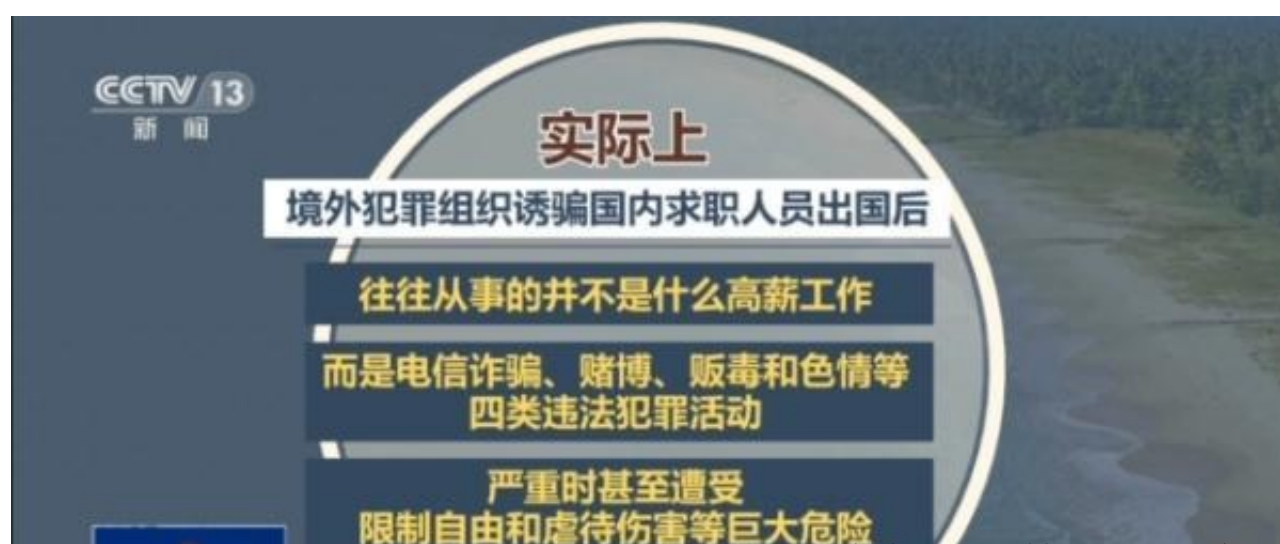 CCTV 13
新闻
实际上
境外犯罪组织诱骗国内求职人员出国后
往往从事的并不是什么高薪工作
而是电信诈骗、赌博、贩毒和色情等
四类违法犯罪活动
严重时甚至遭受
限制自由和虐待伤害等巨大危险